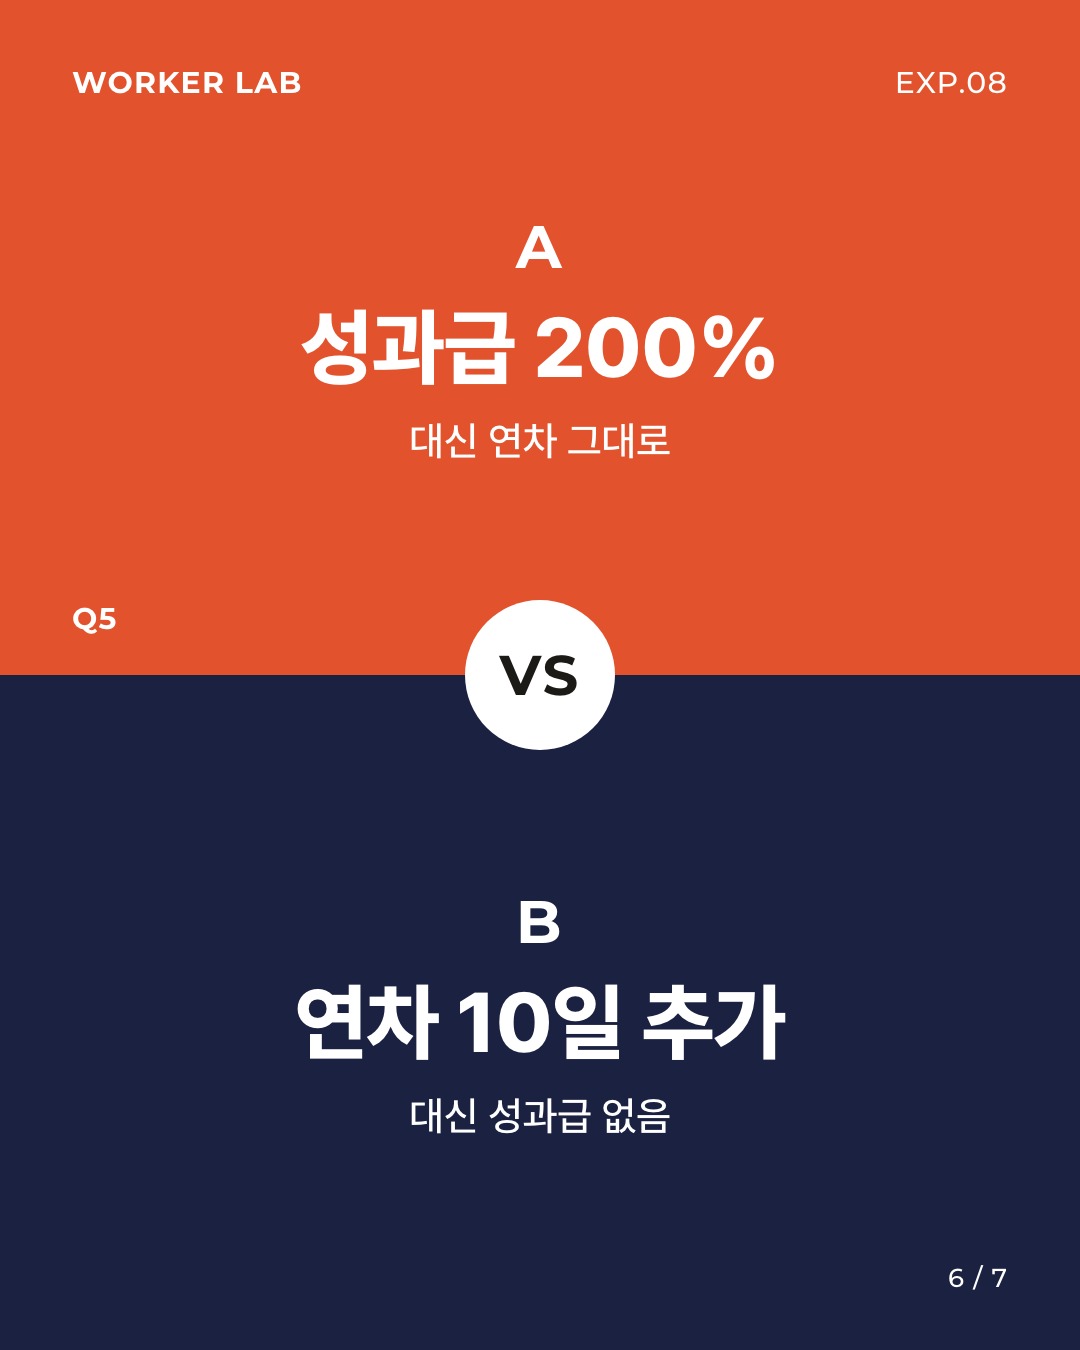 WORKER LAB
EXP.08
A
성과급 200%
대신 연차 그대로
Q5
VS
B
연차 10일 추가
대신 성과급 없음
6 / 7